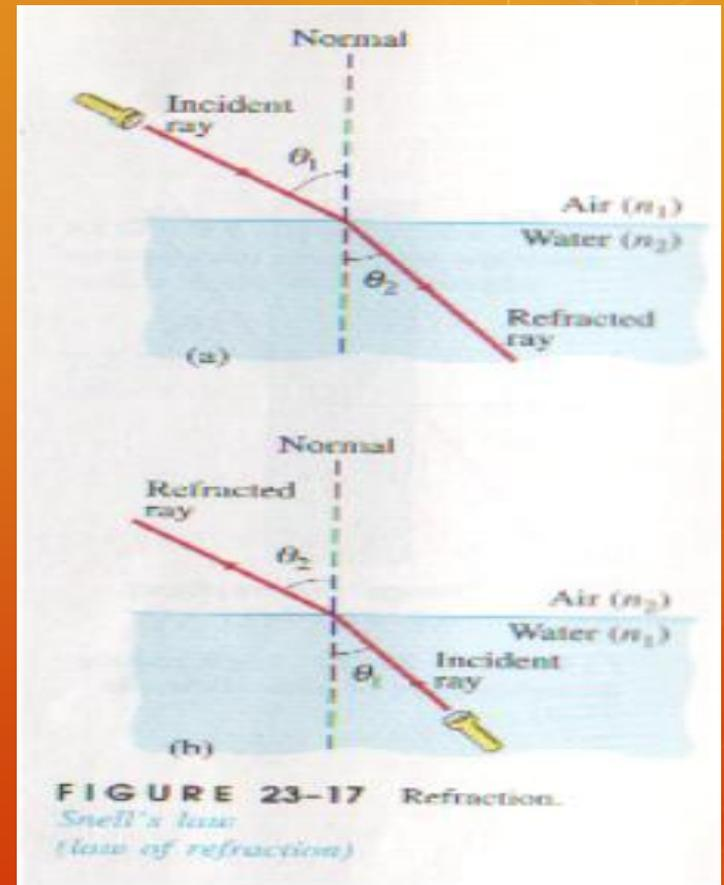 Normal
Incident
ray
θ₁
Air (n₁)
Water (n₂)
θ₂
Refracted
ray
(a)
Normal
Refracted
ray
θ₂
Air (n₂)
Water (n₁)
θ₁
Incident
ray
(b)
FIGURE 23–17 Refraction.
Snell's law
(law of refraction)